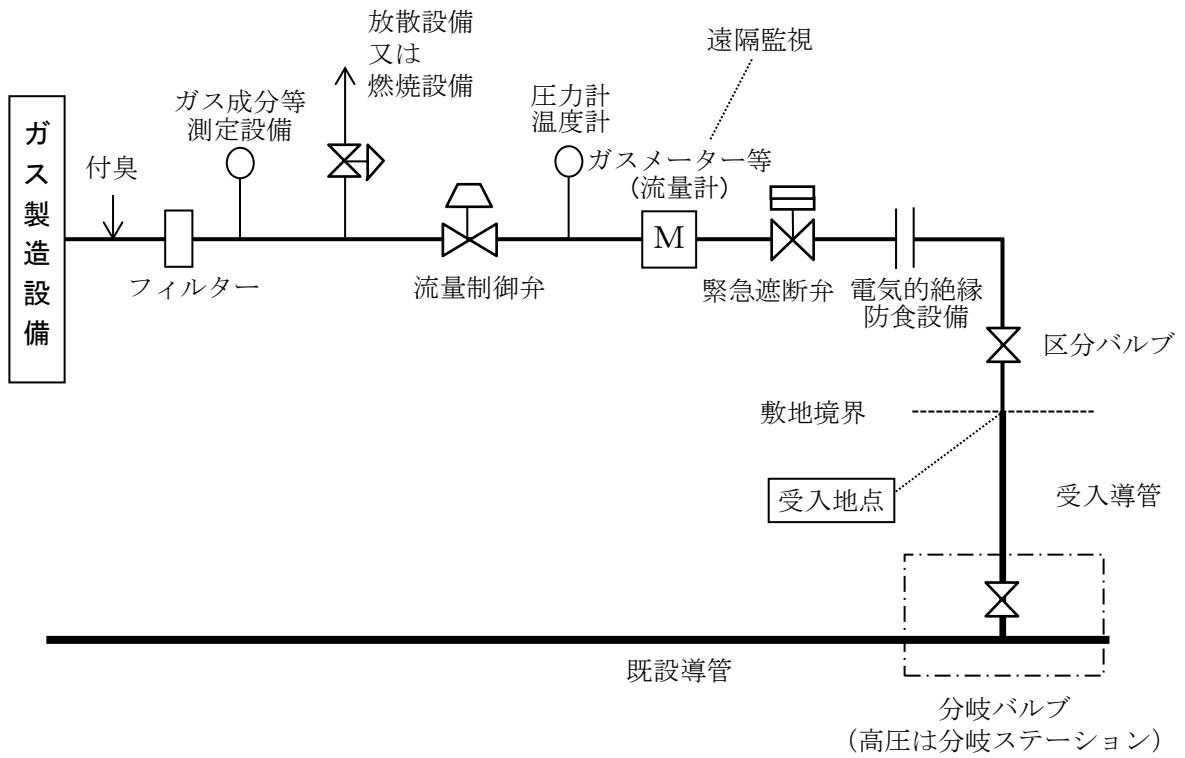 放散設備
又は
燃焼設備
遠隔監視
ガス成分等
測定設備
圧力計
温度計
ガス製造設備
付臭
ガスメーター等
(流量計)
M
フィルター
流量制御弁
緊急遮断弁
電気的絶縁
防食設備
区分バルブ
敷地境界
受入地点
受入導管
既設導管
分岐バルブ
(高圧は分岐ステーション)